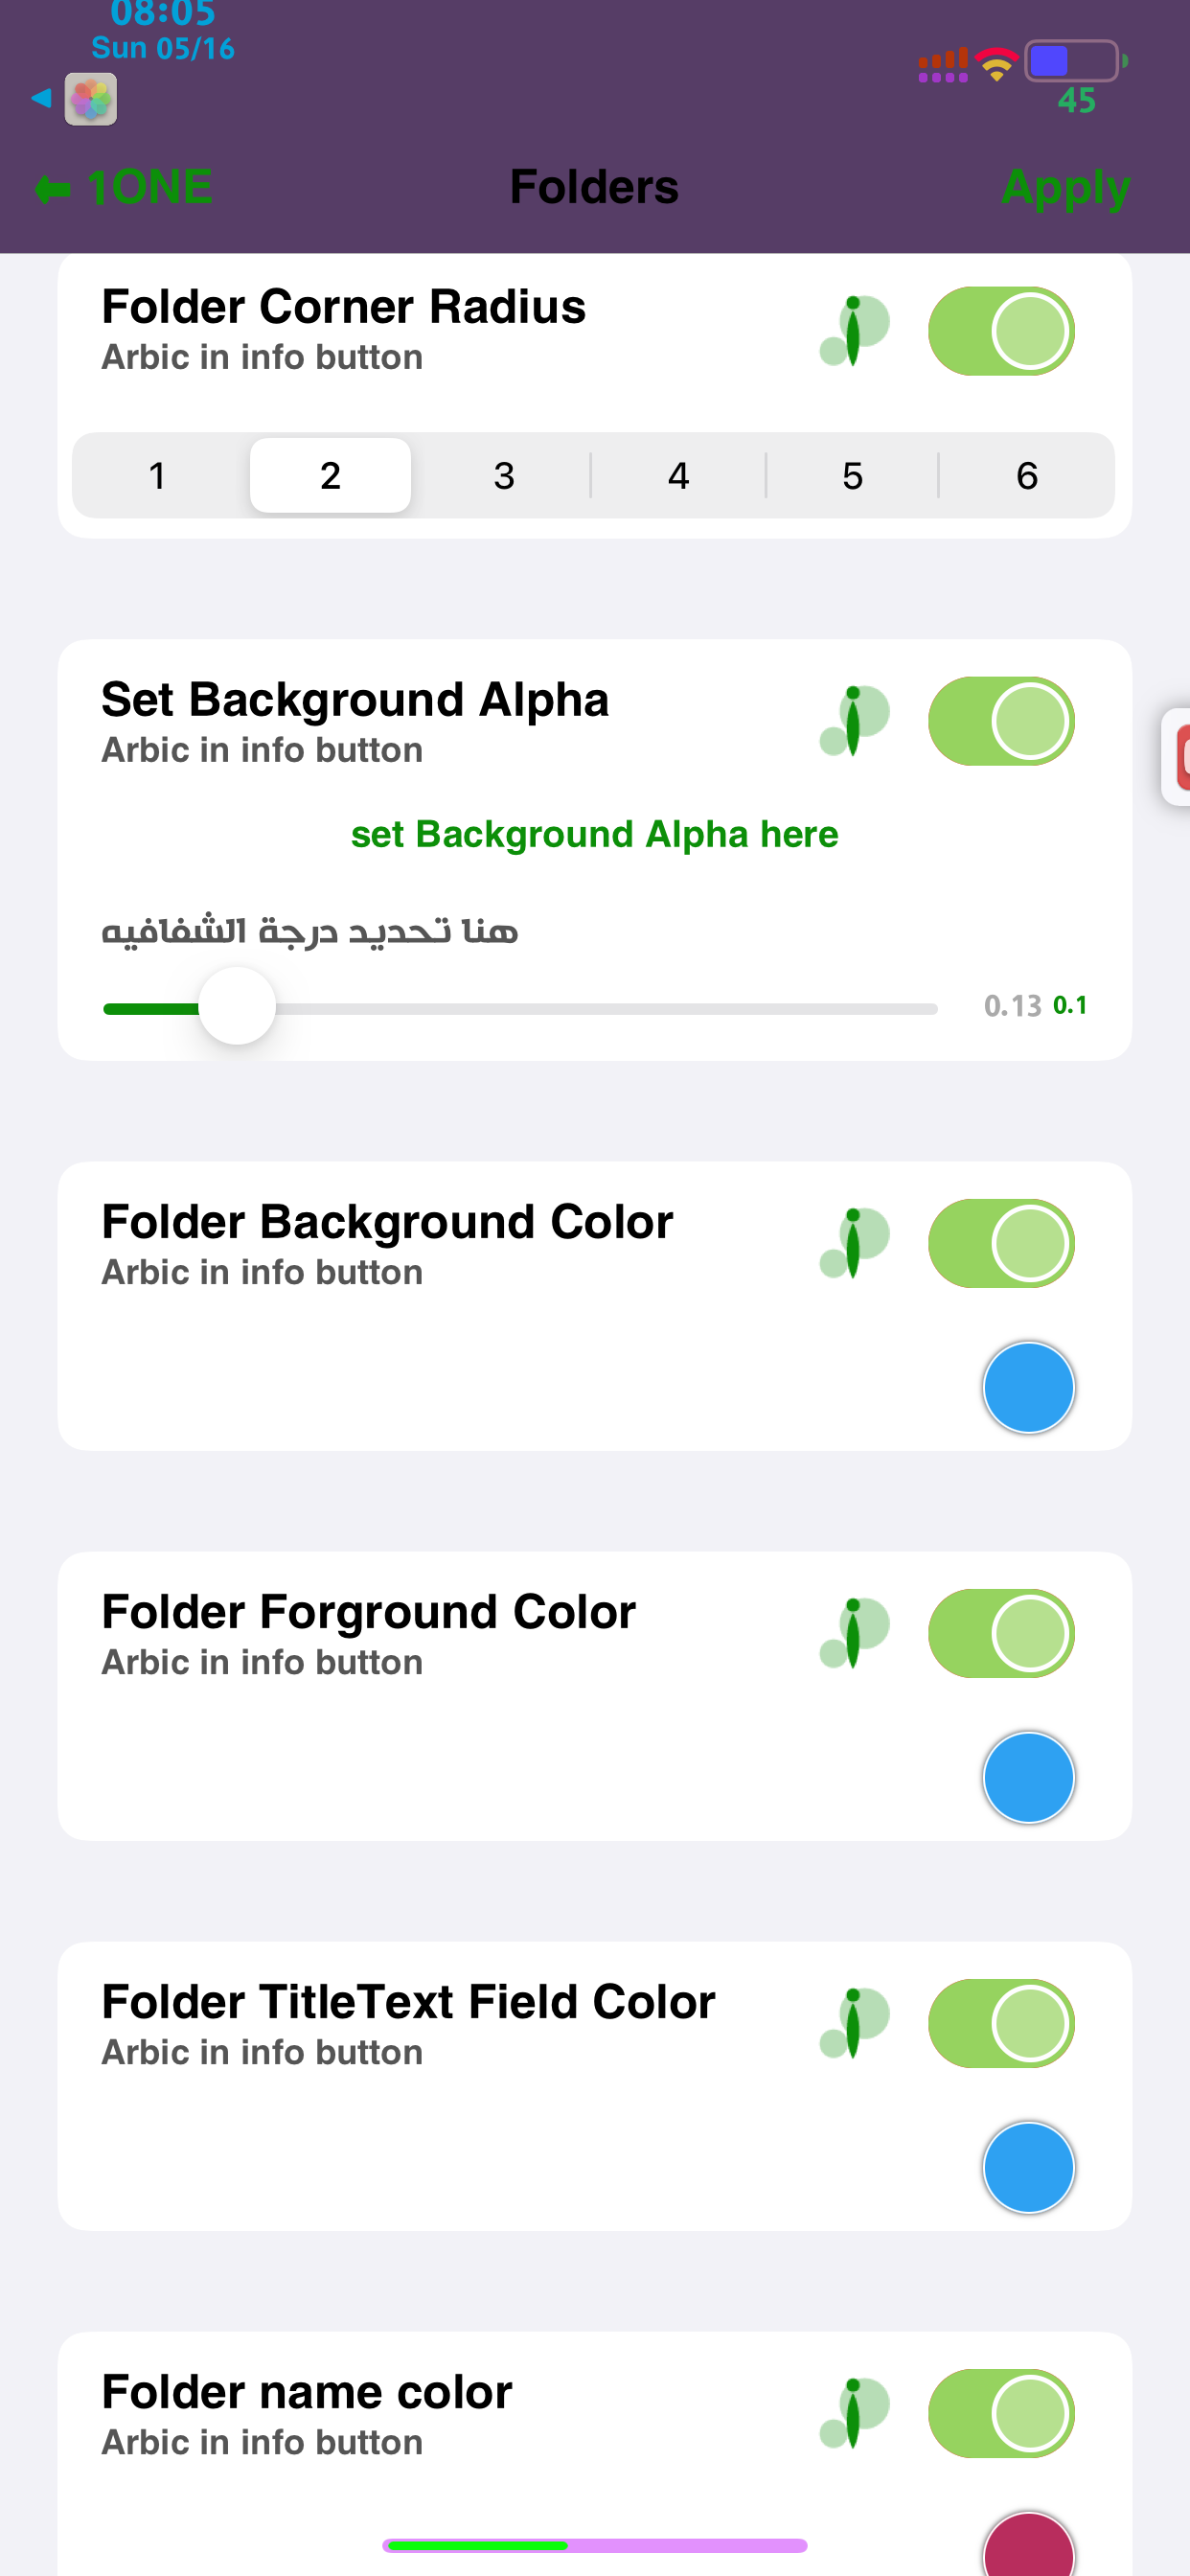 08:05
Sun 05/16
45
1ONE
Folders
Apply
Folder Corner Radius
Arbic in info button
1 2 3 4 5 6
Set Background Alpha
Arbic in info button
set Background Alpha here
هنا تحديد درجة الشفافيه
0.13 0.1
Folder Background Color
Arbic in info button
Folder Forground Color
Arbic in info button
Folder TitleText Field Color
Arbic in info button
Folder name color
Arbic in info button